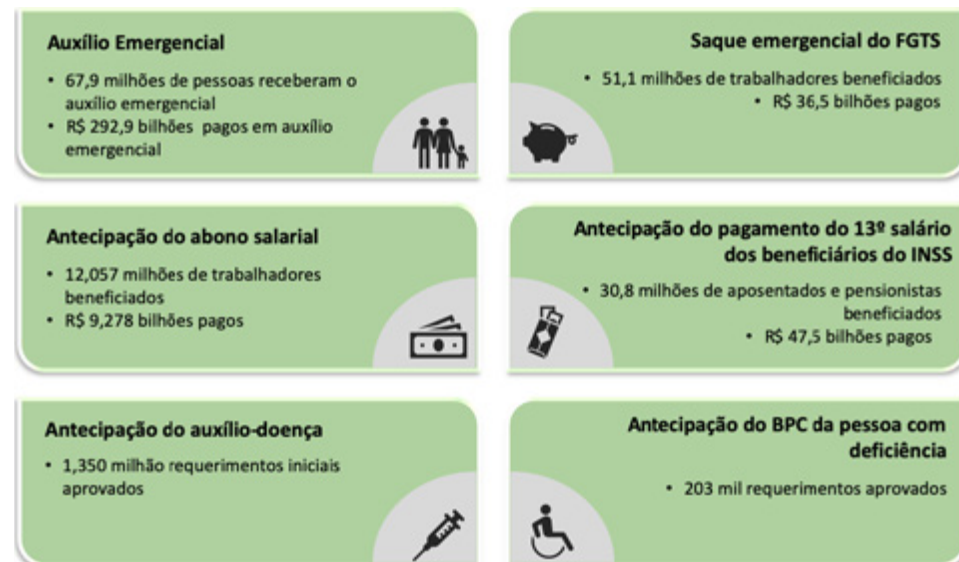 Auxílio Emergencial
• 67,9 milhões de pessoas receberam o
auxílio emergencial
• R$ 292,9 bilhões pagos em auxílio
emergencial
Saque emergencial do FGTS
• 51,1 milhões de trabalhadores beneficiados
• R$ 36,5 bilhões pagos
Antecipação do abono salarial
• 12,057 milhões de trabalhadores
beneficiados
• R$ 9,278 bilhões pagos
Antecipação do pagamento do 13º salário
dos beneficiários do INSS
• 30,8 milhões de aposentados e pensionistas
beneficiados
• R$ 47,5 bilhões pagos
Antecipação do auxílio-doença
• 1,350 milhão requerimentos iniciais
aprovados
Antecipação do BPC da pessoa com
deficiência
• 203 mil requerimentos aprovados